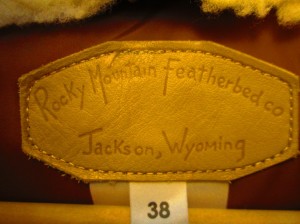 Rocky Mountain Featherbed co
Jackson, Wyoming
38